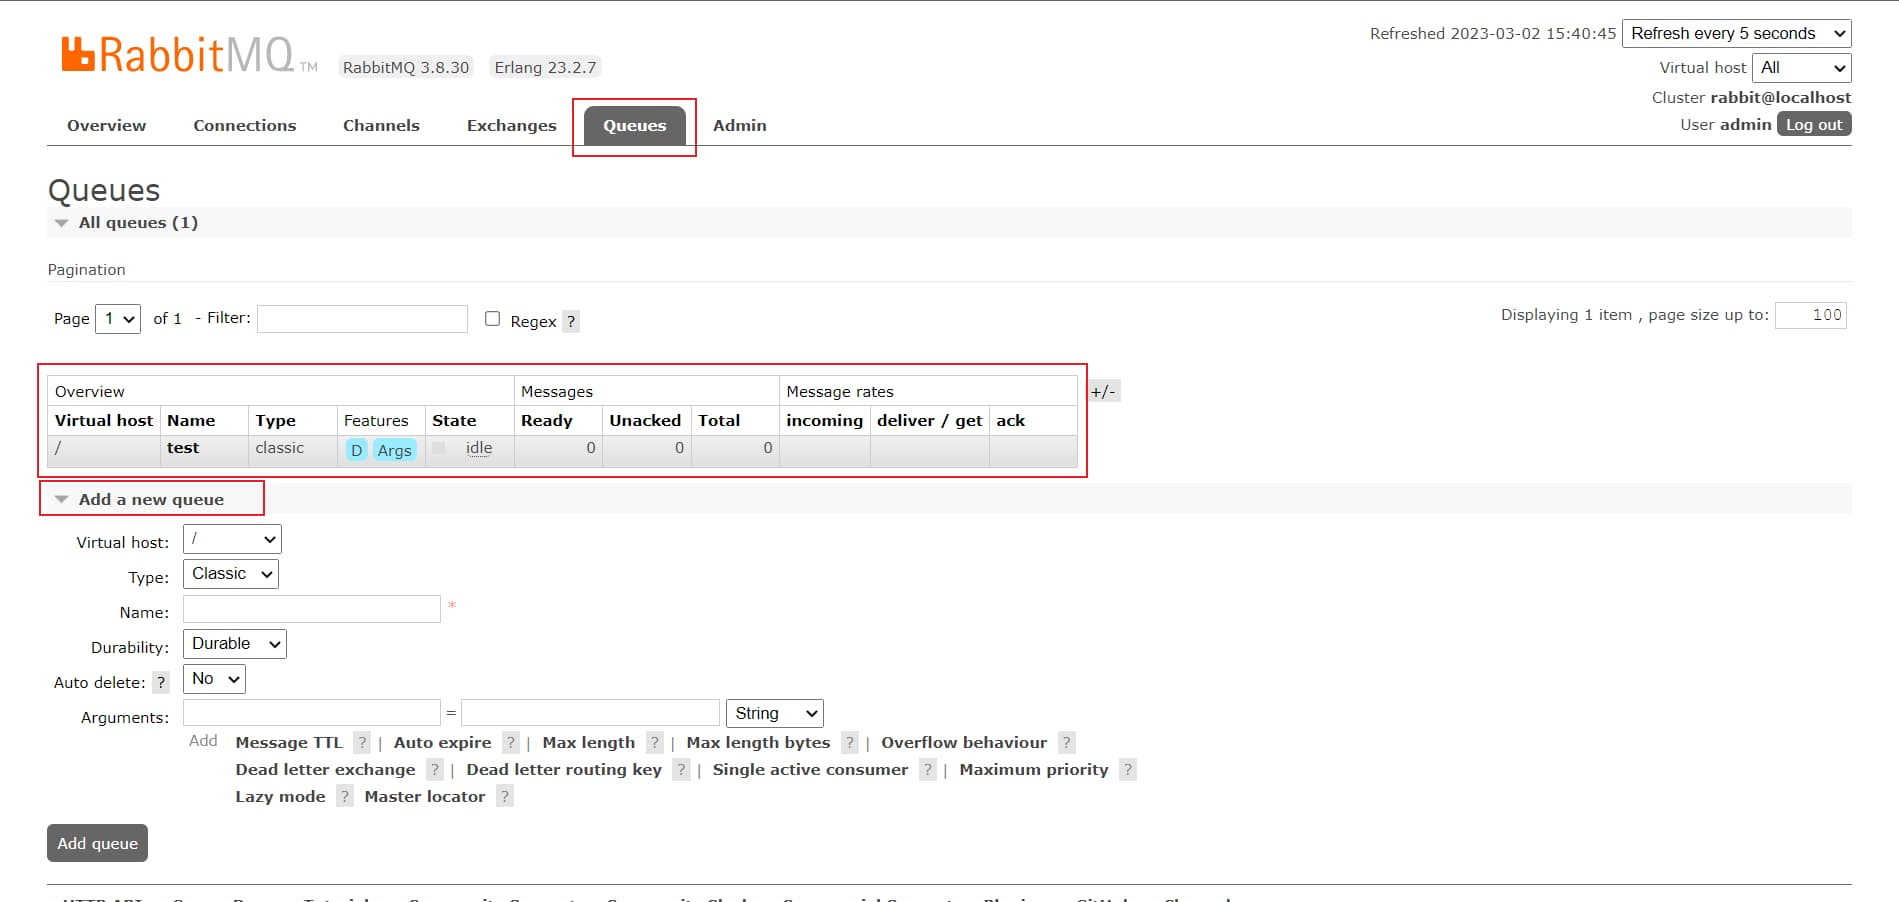 Refreshed 2023-03-02 15:40:45 Refresh every 5 seconds
RabbitMQ TM RabbitMQ 3.8.30 Erlang 23.2.7
Virtual host All
Cluster rabbit@localhost
User admin Log out
Overview Connections Channels Exchanges Queues Admin
Queues
All queues (1)
Pagination
Page 1 of 1 - Filter: Regex ? Displaying 1 item , page size up to: 100
Overview Messages Message rates +/-
Virtual host Name Type Features State Ready Unacked Total incoming deliver / get ack
/ test classic D Args idle 0 0 0
Add a new queue
Virtual host: /
Type: Classic
Name: *
Durability: Durable
Auto delete: ? No
Arguments: = String
Add Message TTL ? | Auto expire ? | Max length ? | Max length bytes ? | Overflow behaviour ?
Dead letter exchange ? | Dead letter routing key ? | Single active consumer ? | Maximum priority ?
Lazy mode ? Master locator ?
Add queue